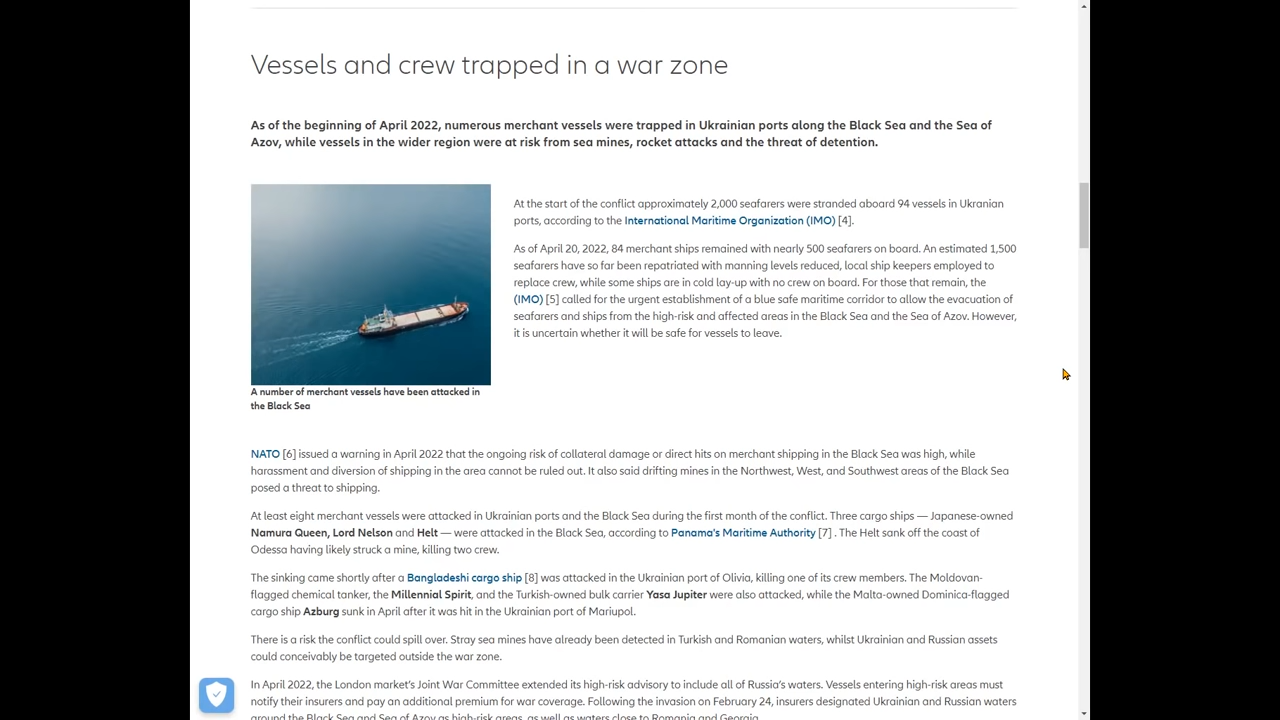 Vessels and crew trapped in a war zone
As of the beginning of April 2022, numerous merchant vessels were trapped in Ukrainian ports along the Black Sea and the Sea of
Azov, while vessels in the wider region were at risk from sea mines, rocket attacks and the threat of detention.
At the start of the conflict approximately 2,000 seafarers were stranded aboard 94 vessels in Ukranian
ports, according to the International Maritime Organization (IMO) [4].
As of April 20, 2022, 84 merchant ships remained with nearly 500 seafarers on board. An estimated 1,500
seafarers have so far been repatriated with manning levels reduced, local ship keepers employed to
replace crew, while some ships are in cold lay-up with no crew on board. For those that remain, the
(IMO) [5] called for the urgent establishment of a blue safe maritime corridor to allow the evacuation of
seafarers and ships from the high-risk and affected areas in the Black Sea and the Sea of Azov. However,
it is uncertain whether it will be safe for vessels to leave.
A number of merchant vessels have been attacked in
the Black Sea
NATO [6] issued a warning in April 2022 that the ongoing risk of collateral damage or direct hits on merchant shipping in the Black Sea was high, while
harassment and diversion of shipping in the area cannot be ruled out. It also said drifting mines in the Northwest, West, and Southwest areas of the Black Sea
posed a threat to shipping.
At least eight merchant vessels were attacked in Ukrainian ports and the Black Sea during the first month of the conflict. Three cargo ships — Japanese-owned
Namura Queen, Lord Nelson and Helt — were attacked in the Black Sea, according to Panama's Maritime Authority [7] . The Helt sank off the coast of
Odessa having likely struck a mine, killing two crew.
The sinking came shortly after a Bangladeshi cargo ship [8] was attacked in the Ukrainian port of Olivia, killing one of its crew members. The Moldovan-
flagged chemical tanker, the Millennial Spirit, and the Turkish-owned bulk carrier Yasa Jupiter were also attacked, while the Malta-owned Dominica-flagged
cargo ship Azburg sunk in April after it was hit in the Ukrainian port of Mariupol.
There is a risk the conflict could spill over. Stray sea mines have already been detected in Turkish and Romanian waters, whilst Ukrainian and Russian assets
could conceivably be targeted outside the war zone.
In April 2022, the London market's Joint War Committee extended its high-risk advisory to include all of Russia's waters. Vessels entering high-risk areas must
notify their insurers and pay an additional premium for war coverage. Following the invasion on February 24, insurers designated Ukrainian and Russian waters
around the Black Sea and Sea of Azov as high-risk areas, as well as waters close to Romania and Georgia.